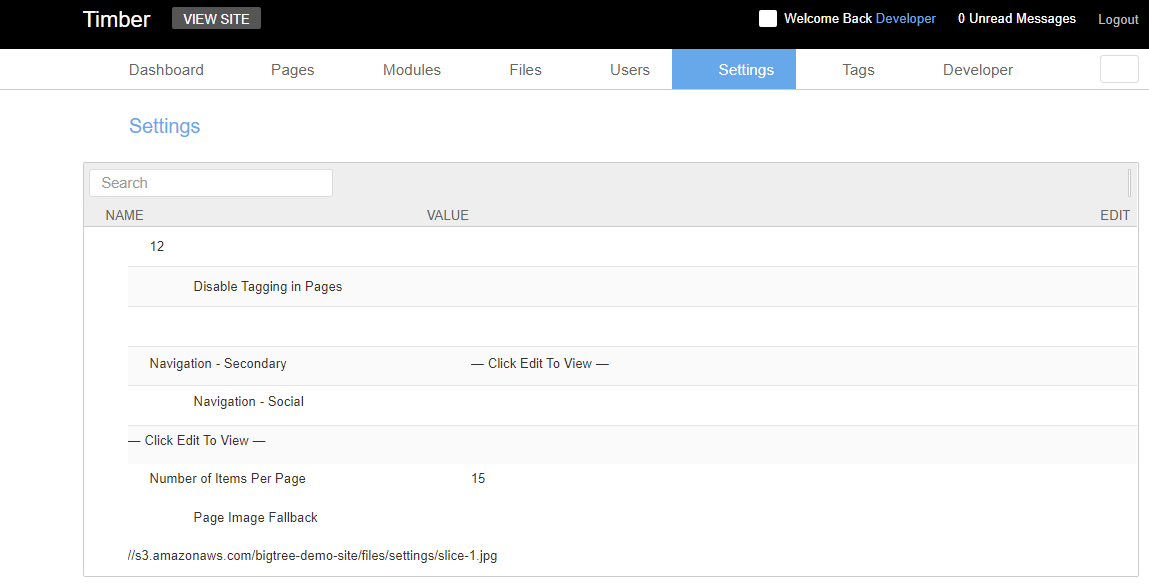 Timber VIEW SITE Welcome Back Developer 0 Unread Messages Logout
Dashboard Pages Modules Files Users Settings Tags Developer
Settings
Search
NAME VALUE EDIT
12
Disable Tagging in Pages
Navigation - Secondary — Click Edit To View —
Navigation - Social
— Click Edit To View —
Number of Items Per Page 15
Page Image Fallback
//s3.amazonaws.com/bigtree-demo-site/files/settings/slice-1.jpg